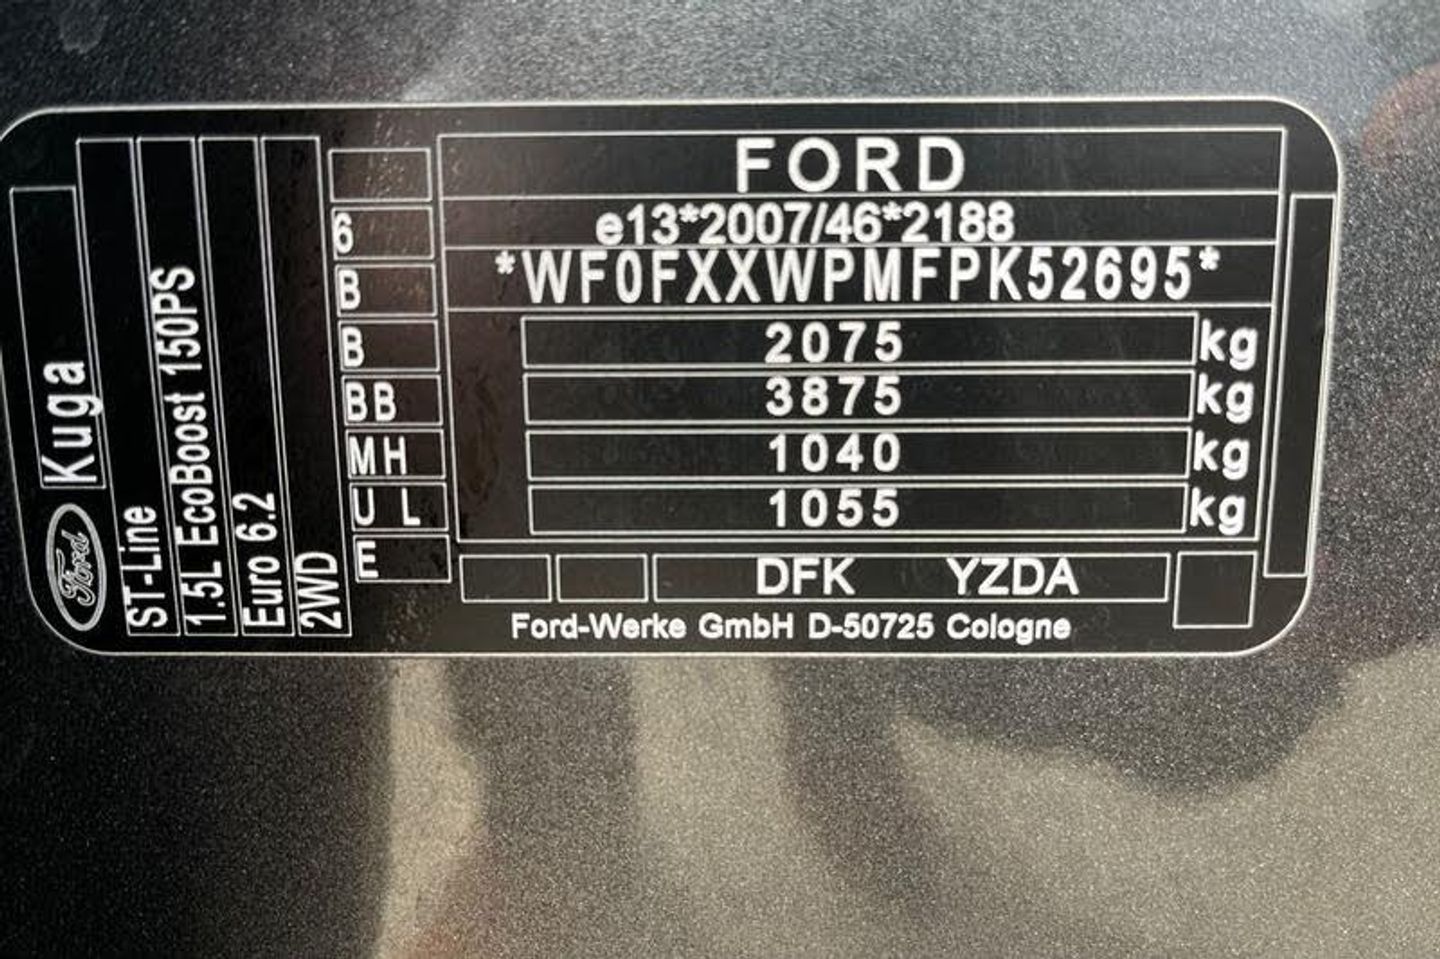 FORD
e13*2007/46*2188
*WF0FXXWPMFPK52695*
2075 kg
3875 kg
1040 kg
1055 kg
DFK YZDA
Ford-Werke GmbH D-50725 Cologne
6
B
B
BB
MH
U L
E
Ford Kuga
ST-Line
1.5L EcoBoost 150PS
Euro 6.2
2WD